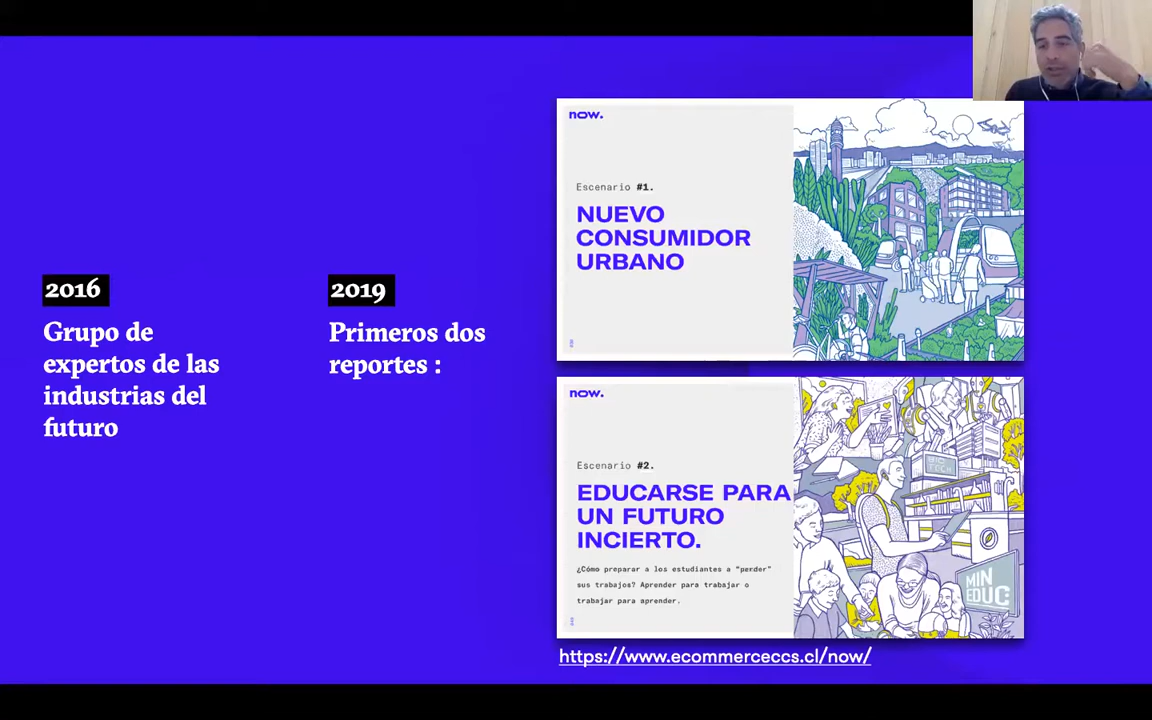 2016
Grupo de
expertos de las
industrias del
futuro
2019
Primeros dos
reportes :
now.
Escenario #1.
NUEVO
CONSUMIDOR
URBANO
now.
Escenario #2.
EDUCARSE PARA
UN FUTURO
INCIERTO.
¿Cómo preparar a los estudiantes a "perder"
sus trabajos? Aprender para trabajar o
trabajar para aprender.
BIG
TECH
MIN
EDUC
https://www.ecommerceccs.cl/now/